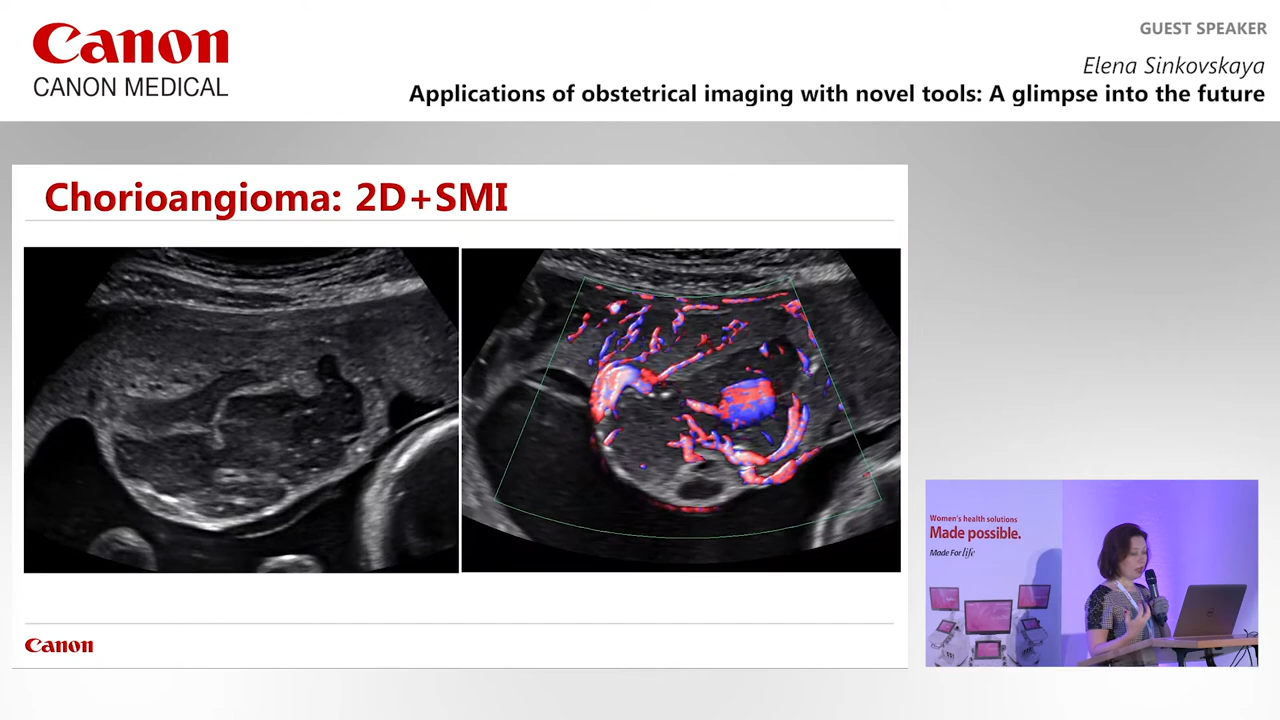 Canon
CANON MEDICAL
GUEST SPEAKER
Elena Sinkovskaya
Applications of obstetrical imaging with novel tools: A glimpse into the future
Chorioangioma: 2D+SMI
Canon
Women's health solutions
Made possible.
Made For life